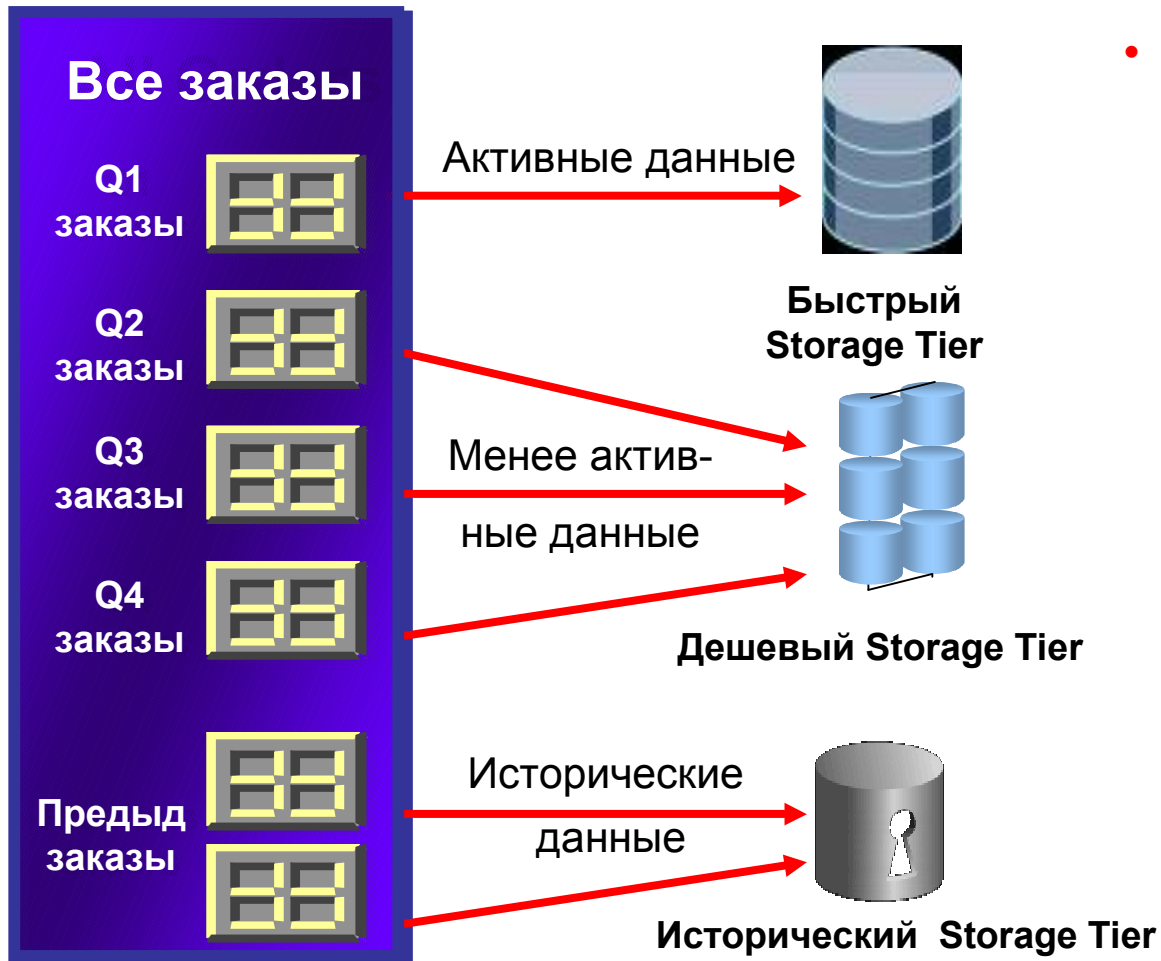 Все заказы
Q1
заказы
Активные данные
Быстрый
Storage Tier
Q2
заказы
Q3
заказы
Менее актив-
ные данные
Q4
заказы
Дешевый Storage Tier
Предыд
заказы
Исторические
данные
Исторический Storage Tier